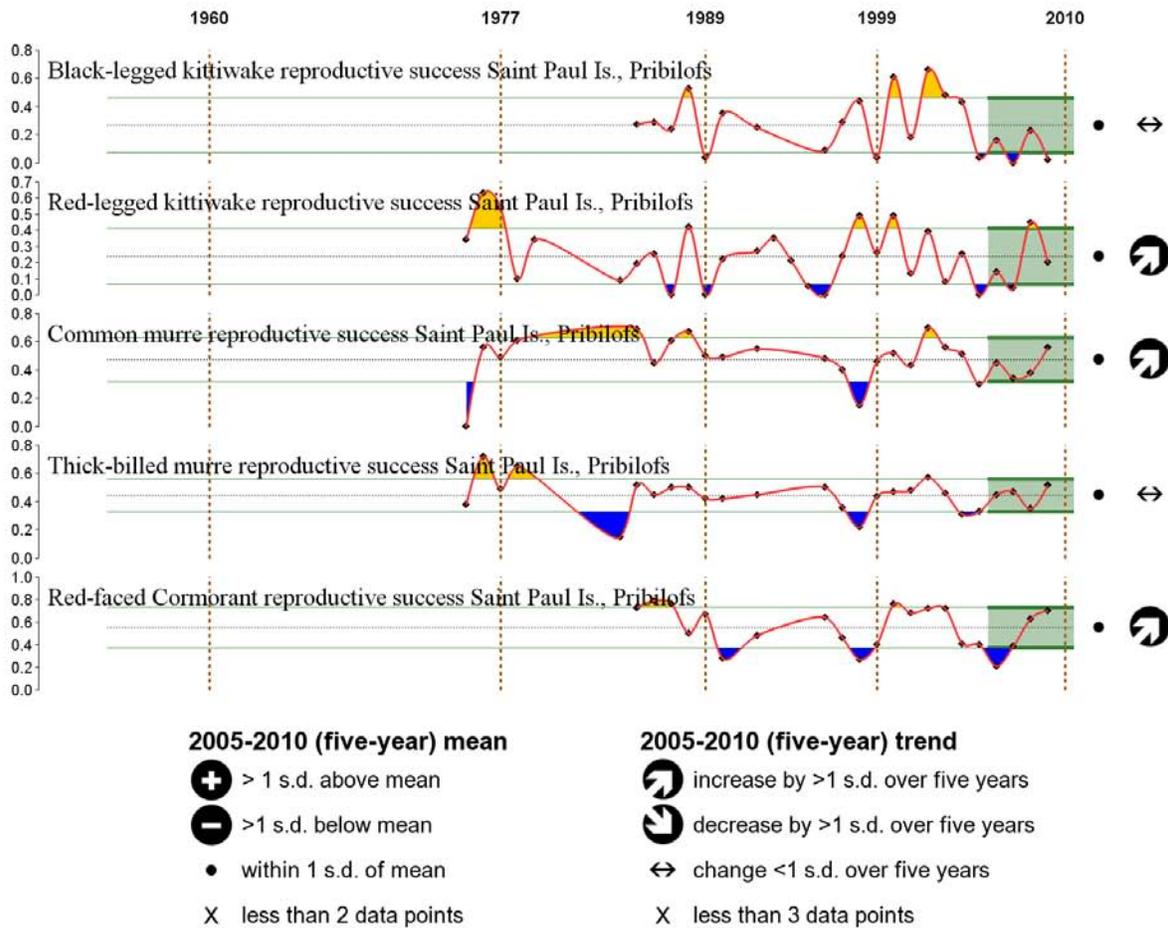 1960 1977 1989 1999 2010
0.8
Black-legged kittiwake reproductive success Saint Paul Is., Pribilofs
0.6
0.4
0.2
0.0
0.7
0.6
Red-legged kittiwake reproductive success Saint Paul Is., Pribilofs
0.5
0.4
0.3
0.2
0.1
0.0
0.8
Common murre reproductive success Saint Paul Is., Pribilofs
0.6
0.4
0.2
0.0
0.8
Thick-billed murre reproductive success Saint Paul Is., Pribilofs
0.6
0.4
0.2
0.0
1.0
0.8
Red-faced Cormorant reproductive success Saint Paul Is., Pribilofs
0.6
0.4
0.2
0.0
2005-2010 (five-year) mean
> 1 s.d. above mean
>1 s.d. below mean
within 1 s.d. of mean
X less than 2 data points
2005-2010 (five-year) trend
increase by >1 s.d. over five years
decrease by >1 s.d. over five years
change <1 s.d. over five years
X less than 3 data points